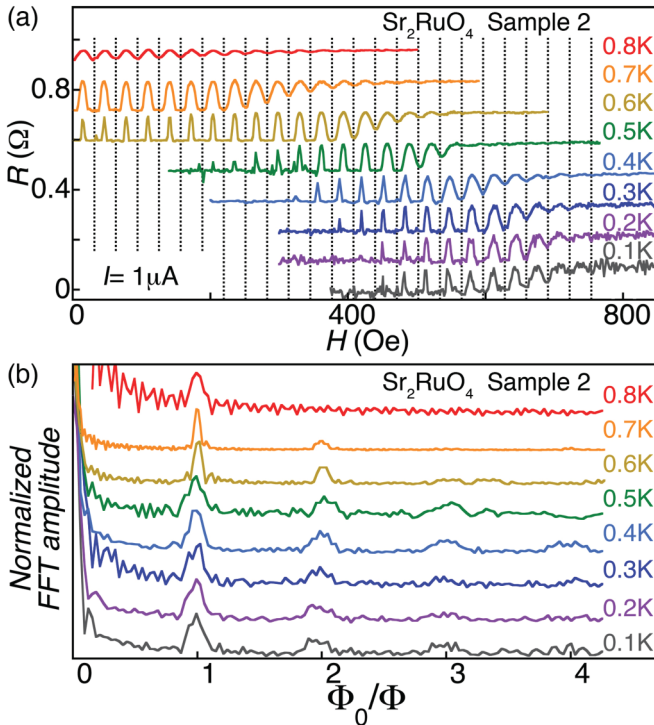 (a)
Sr₂RuO₄ Sample 2
0.8K
0.7K
0.6K
0.5K
0.4K
0.3K
0.2K
0.1K
R (Ω)
0.8
0.4
0
I= 1μA
0
400
800
H (Oe)
(b)
Sr₂RuO₄ Sample 2
0.8K
0.7K
0.6K
0.5K
0.4K
0.3K
0.2K
0.1K
Normalized
FFT amplitude
0
1
2
3
4
Φ₀/Φ